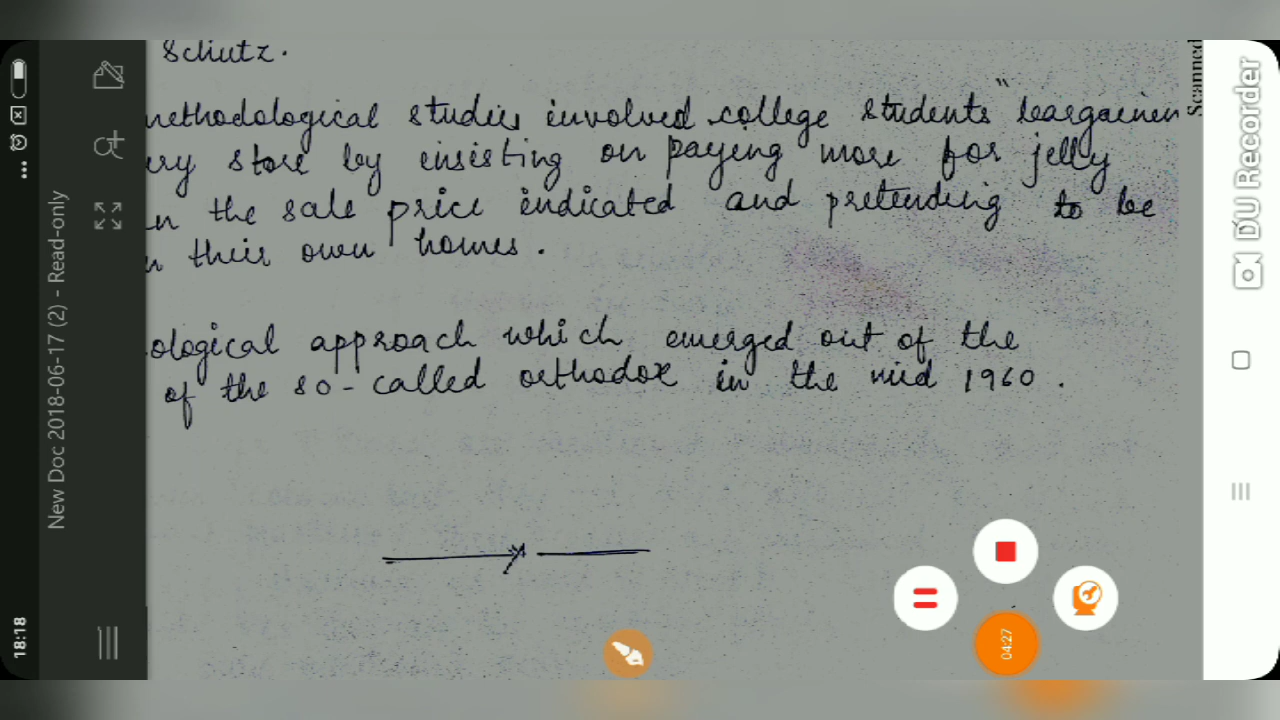 Schutz.
nethodological studies involved college students "beargainen
ery store by insisting on paying more for jelly
n the sale price indicated and pretending to be
n their own homes.
ological approach which emerged out of the
of the so-called orthodox in the mid 1960.
Scanned
DU Recorder
New Doc 2018-06-17 (2) - Read-only
18:18
04:27